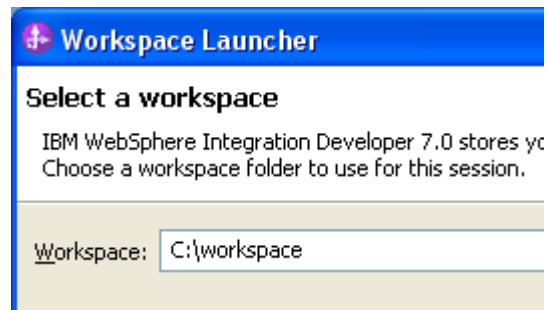 Workspace Launcher
Select a workspace
IBM WebSphere Integration Developer 7.0 stores
Choose a workspace folder to use for this session.
Workspace: C:\workspace